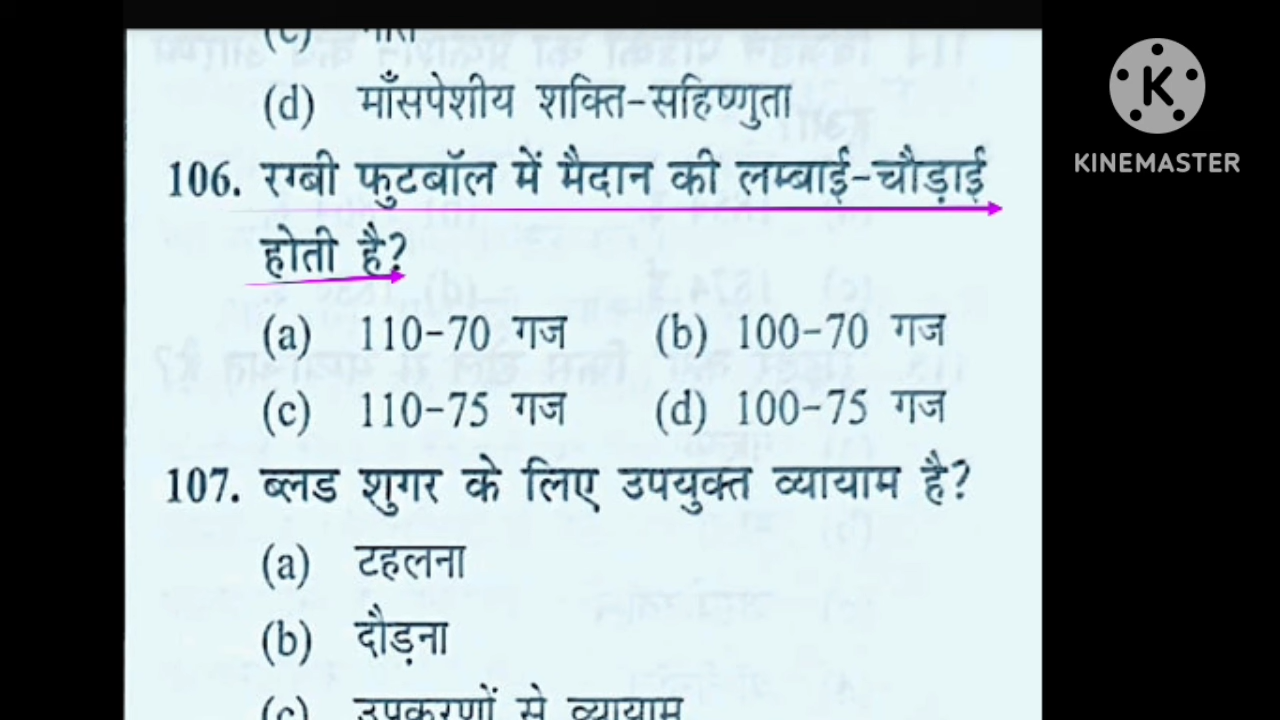 (d) माँसपेशीय शक्ति-सहिष्णुता
106. रग्बी फुटबॉल में मैदान की लम्बाई-चौड़ाई
होती है?
(a) 110-70 गज (b) 100-70 गज
(c) 110-75 गज (d) 100-75 गज
107. ब्लड शुगर के लिए उपयुक्त व्यायाम है?
(a) टहलना
(b) दौड़ना
(c) उपकरणों से व्यायाम
K
KINEMASTER